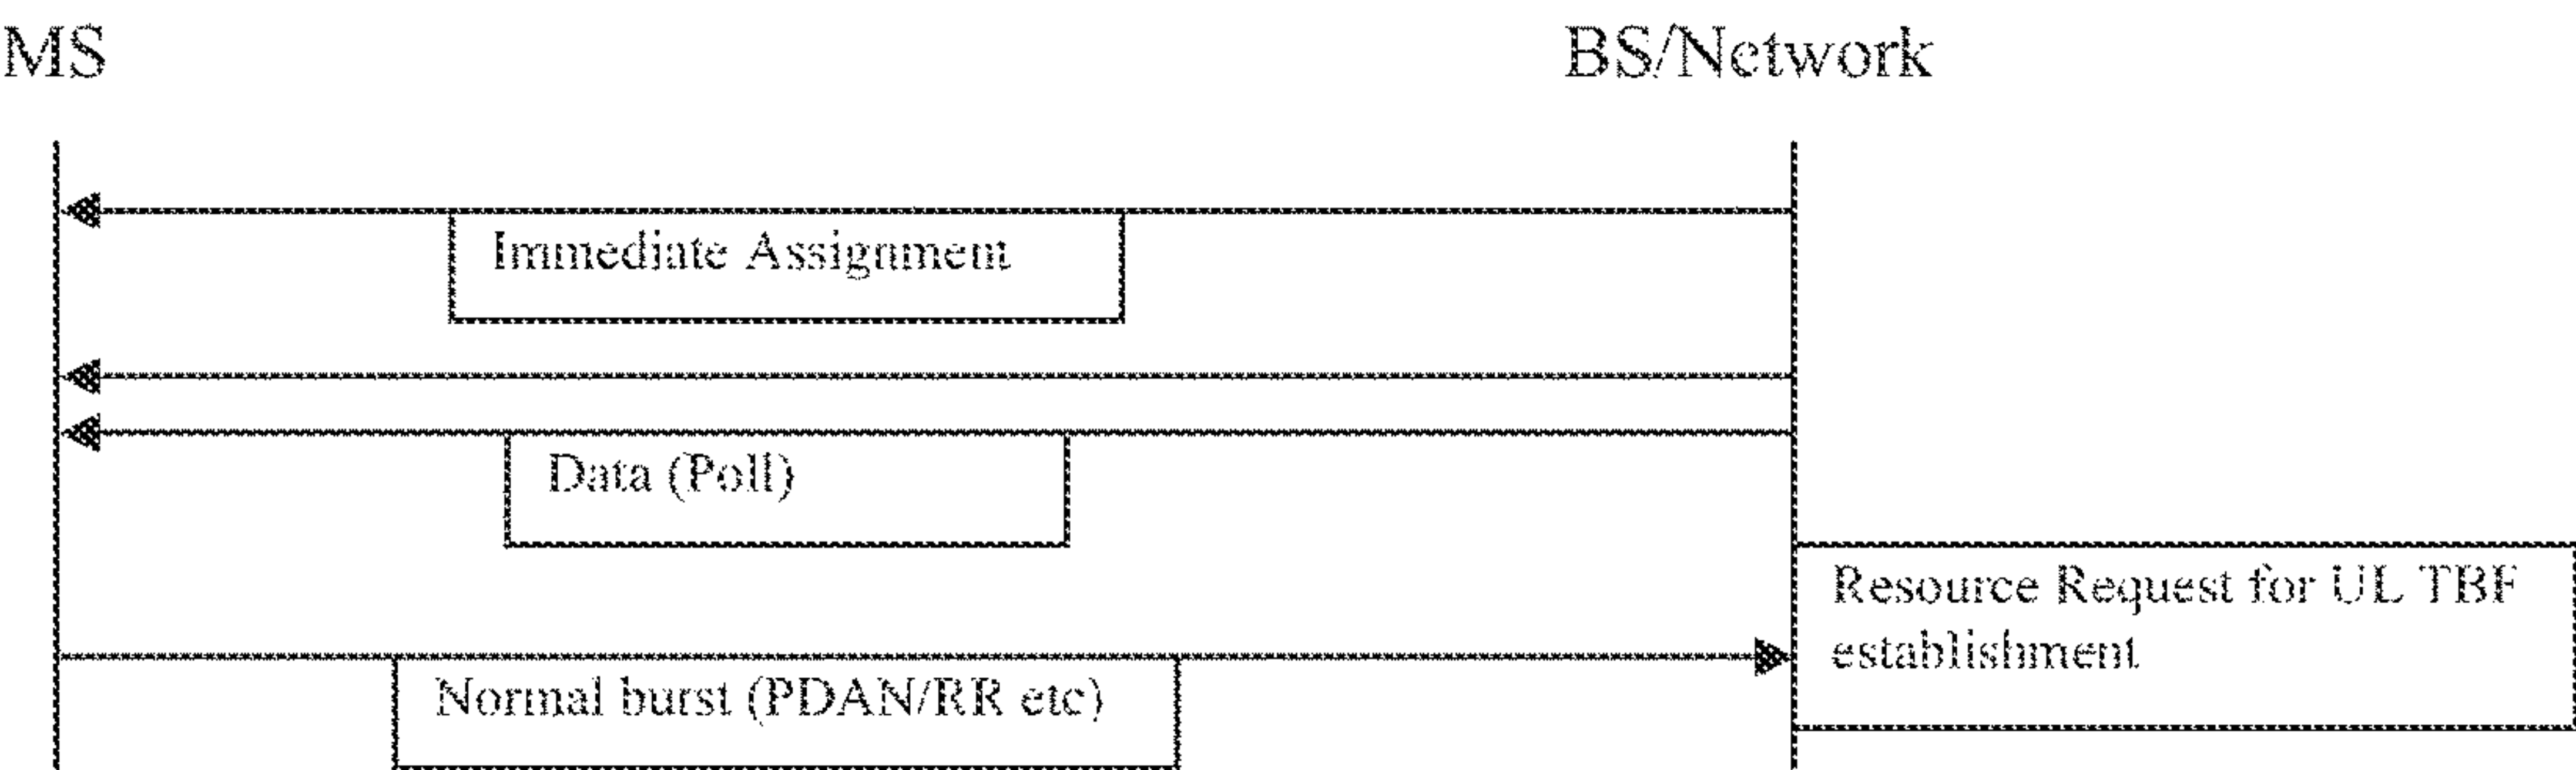 MS
BS/Network
Immediate Assignment
Data (Poll)
Resource Request for UL TBF
establishment
Normal burst (PDAN/RR etc)